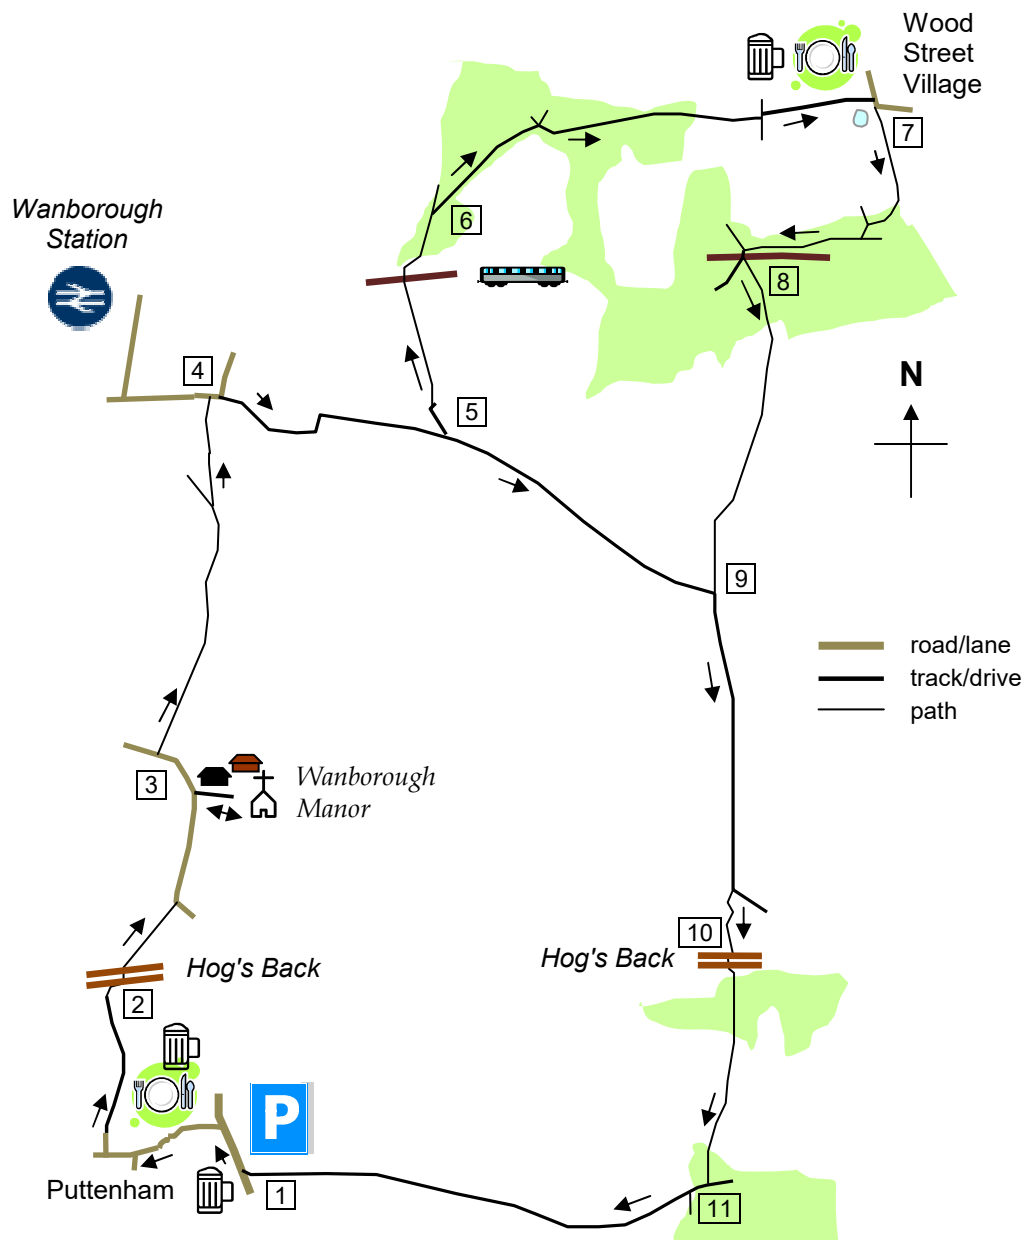 Wood
Street
Village
7
Wanborough
Station
6
8
4
N
5
9
road/lane
track/drive
path
3
Wanborough
Manor
10
Hog's Back
Hog's Back
2
P
Puttenham
1
11